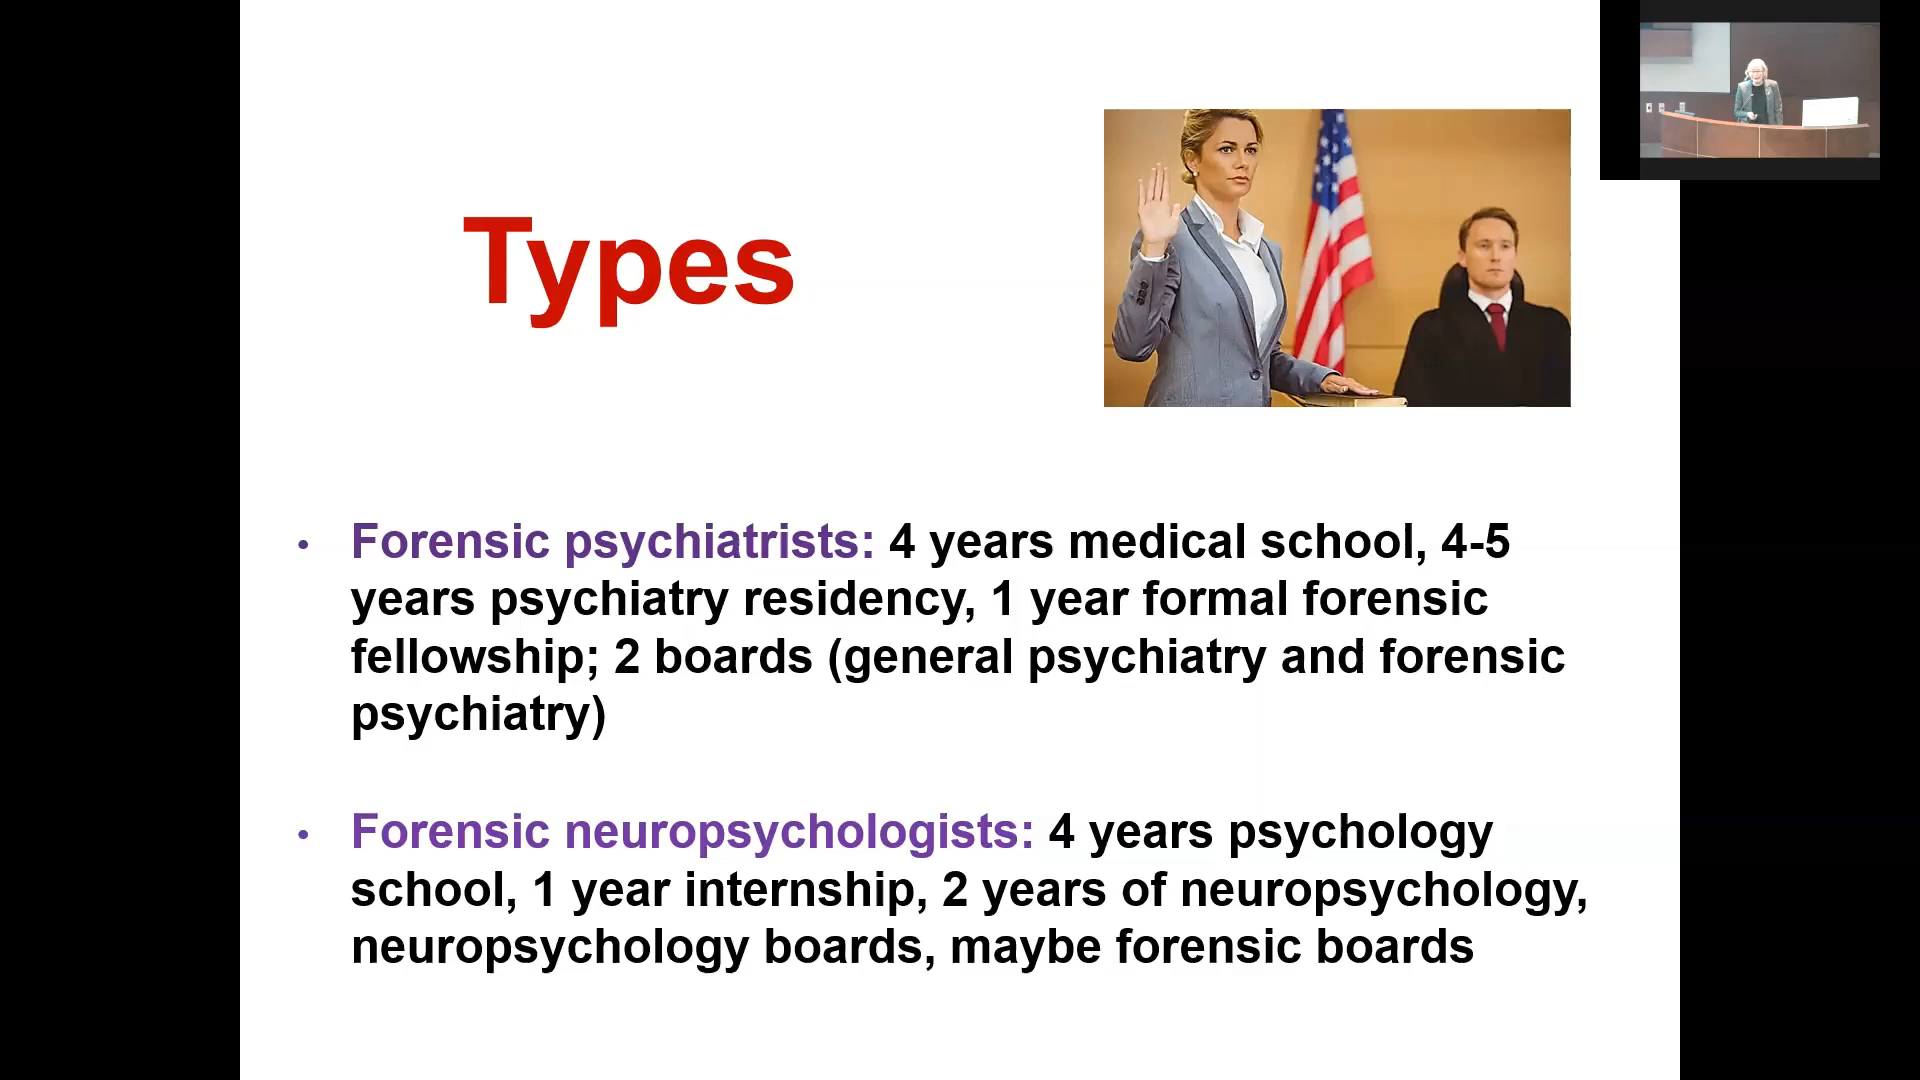 Types
• Forensic psychiatrists: 4 years medical school, 4-5
years psychiatry residency, 1 year formal forensic
fellowship; 2 boards (general psychiatry and forensic
psychiatry)
• Forensic neuropsychologists: 4 years psychology
school, 1 year internship, 2 years of neuropsychology,
neuropsychology boards, maybe forensic boards